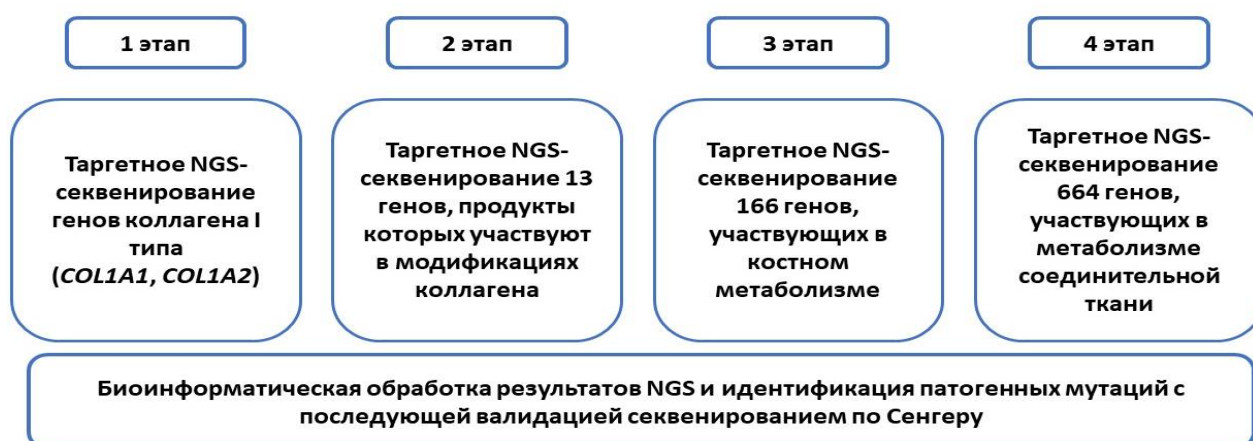 1 этап
2 этап
3 этап
4 этап
Таргетное NGS-
секвенирование
генов коллагена I
типа
(COL1A1, COL1A2)
Таргетное NGS-
секвенирование 13
генов, продукты
которых участвуют
в модификациях
коллагена
Таргетное NGS-
секвенирование
166 генов,
участвующих в
костном
метаболизме
Таргетное NGS-
секвенирование
664 генов,
участвующих в
метаболизме
соединительной
ткани
Биоинформатическая обработка результатов NGS и идентификация патогенных мутаций с
последующей валидацией секвенированием по Сенгеру